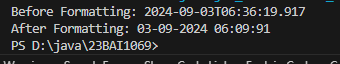 Before Formatting: 2024-09-03T06:36:19.917
After Formatting: 03-09-2024 06:09:91
PS D:\java\23BAI1069>